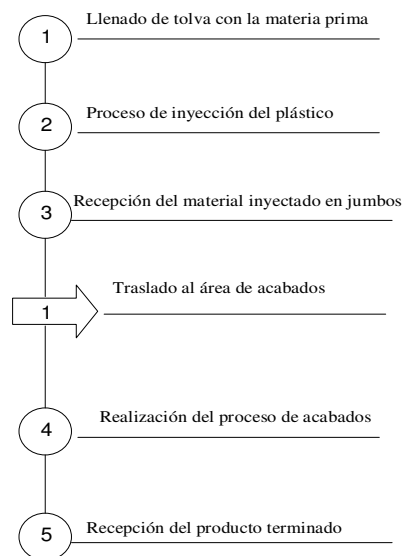 Llenado de tolva con la materia prima
1
Proceso de inyección del plástico
2
Recepción del material inyectado en jumbos
3
Traslado al área de acabados
1
Realización del proceso de acabados
4
Recepción del producto terminado
5